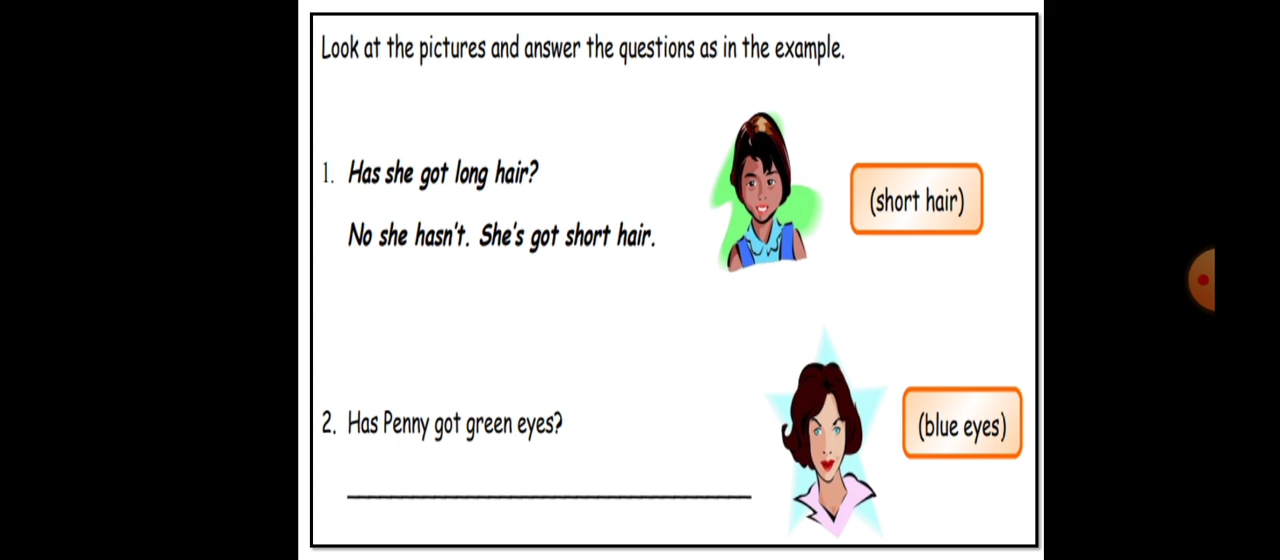 Look at the pictures and answer the questions as in the example.
1. Has she got long hair?
No she hasn't. She's got short hair.
(short hair)
2. Has Penny got green eyes?
(blue eyes)